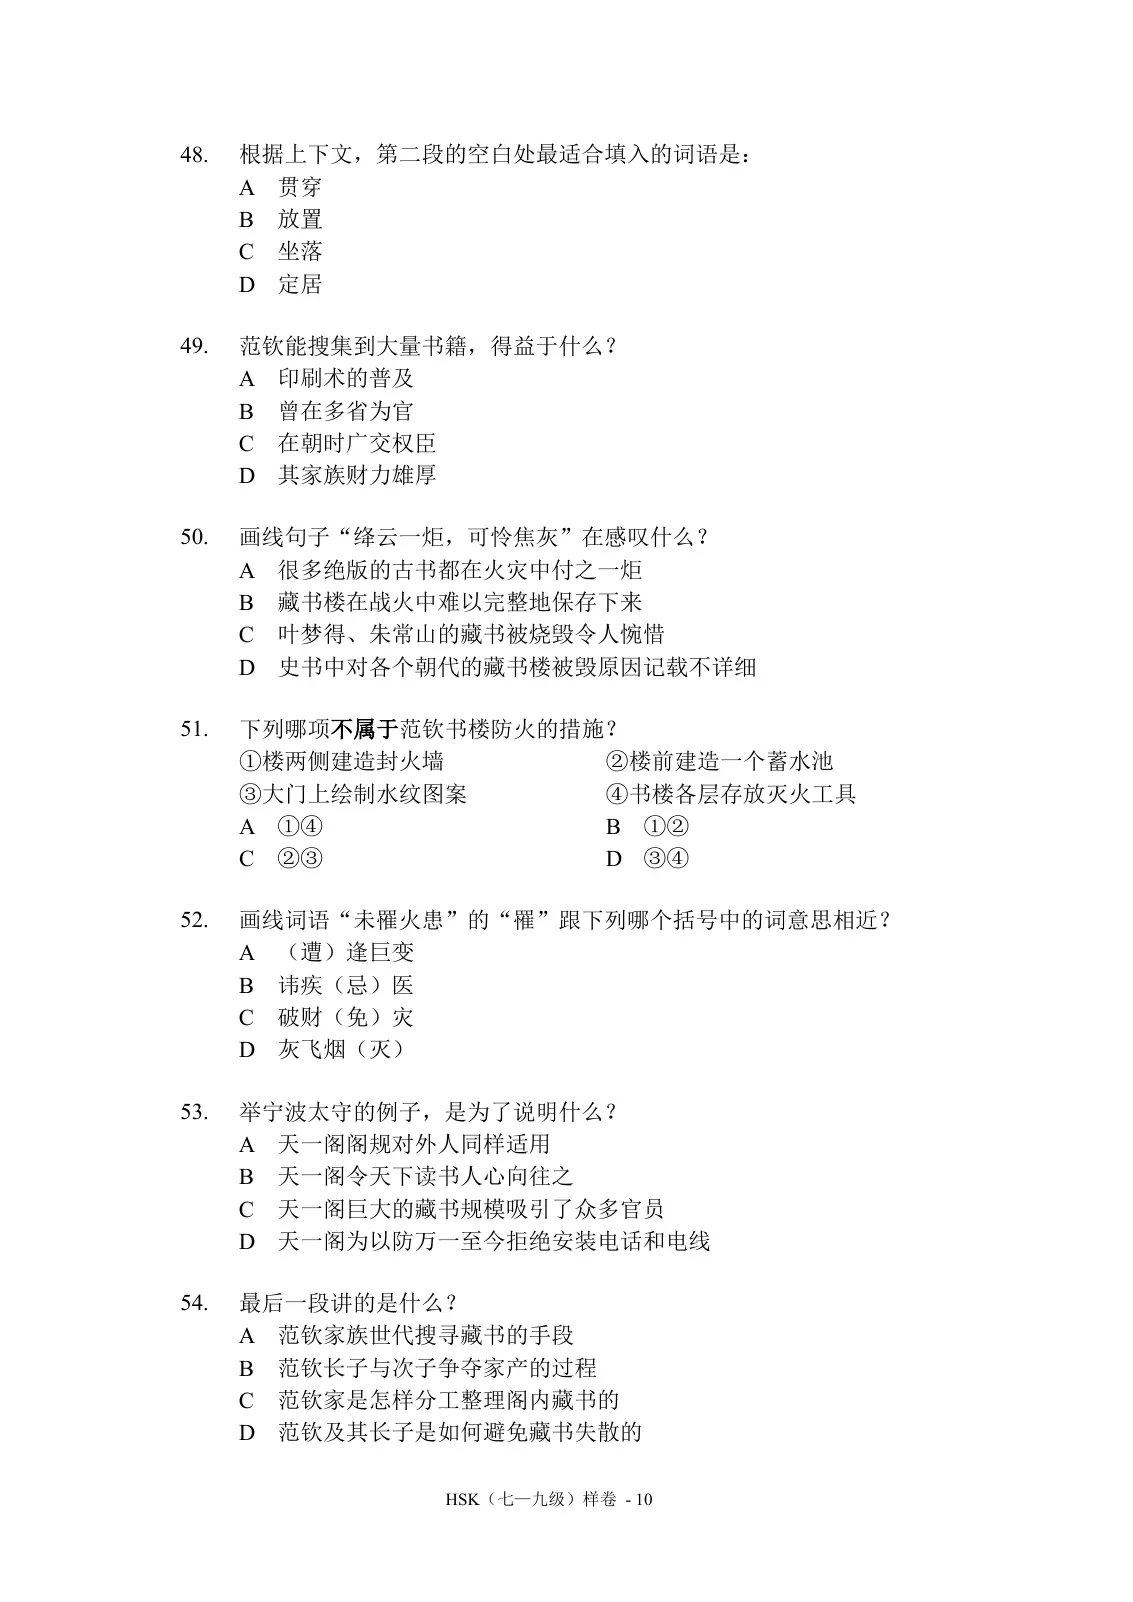 48. 根据上下文，第二段的空白处最适合填入的词语是：
A 贯穿
B 放置
C 坐落
D 定居
49. 范钦能搜集到大量书籍，得益于什么？
A 印刷术的普及
B 曾在多省为官
C 在朝时广交权臣
D 其家族财力雄厚
50. 画线句子“绛云一炬，可怜焦灰”在感叹什么？
A 很多绝版的古书都在火灾中付之一炬
B 藏书楼在战火中难以完整地保存下来
C 叶梦得、朱常山的藏书被烧毁令人惋惜
D 史书中对各个朝代的藏书楼被毁原因记载不详细
51. 下列哪项不属于范钦书楼防火的措施？
①楼两侧建造封火墙 ②楼前建造一个蓄水池
③大门上绘制水纹图案 ④书楼各层存放灭火工具
A ①④ B ①②
C ②③ D ③④
52. 画线词语“未罹火患”的“罹”跟下列哪个括号中的词意思相近？
A （遭）逢巨变
B 讳疾（忌）医
C 破财（免）灾
D 灰飞烟（灭）
53. 举宁波太守的例子，是为了说明什么？
A 天一阁阁规对外人同样适用
B 天一阁令天下读书人心向往之
C 天一阁巨大的藏书规模吸引了众多官员
D 天一阁为以防万一至今拒绝安装电话和电线
54. 最后一段讲的是什么？
A 范钦家族世代搜寻藏书的手段
B 范钦长子与次子争夺家产的过程
C 范钦家是怎样分工整理阁内藏书的
D 范钦及其长子是如何避免藏书失散的
HSK（七—九级）样卷 - 10